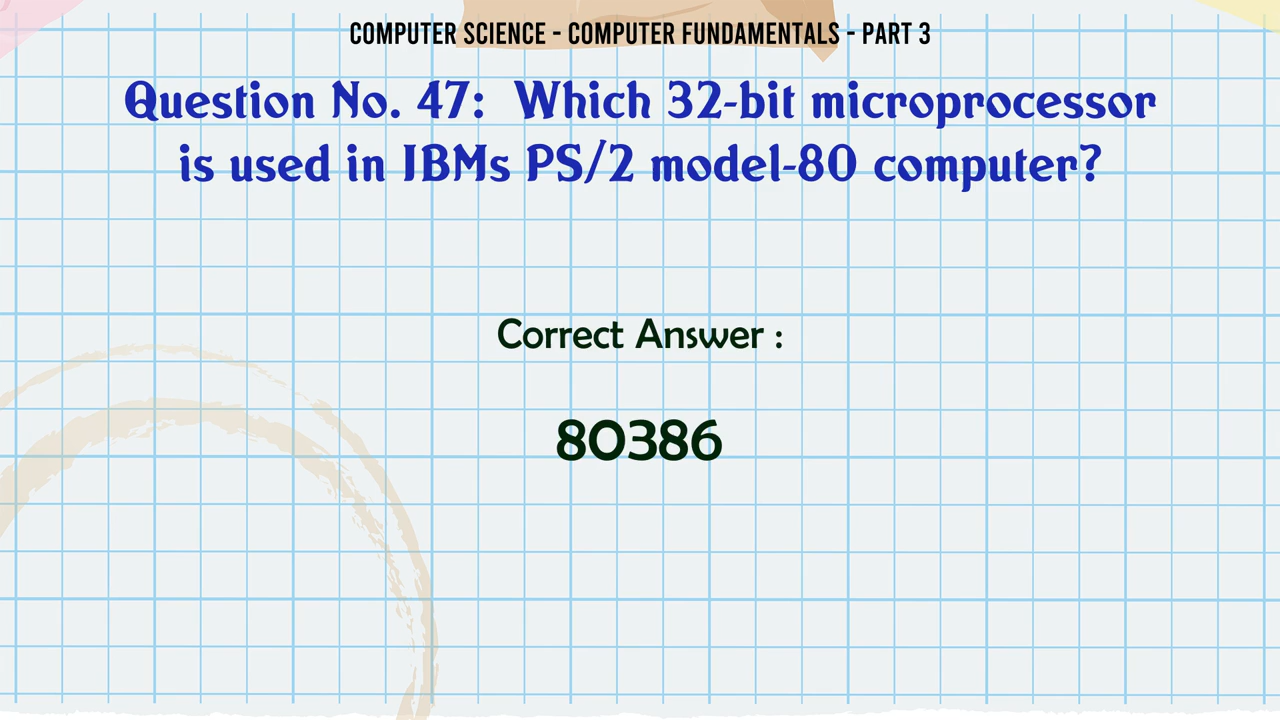 COMPUTER SCIENCE - COMPUTER FUNDAMENTALS - PART 3
Question No. 47: Which 32-bit microprocessor
is used in IBMs PS/2 model-80 computer?
Correct Answer :
80386